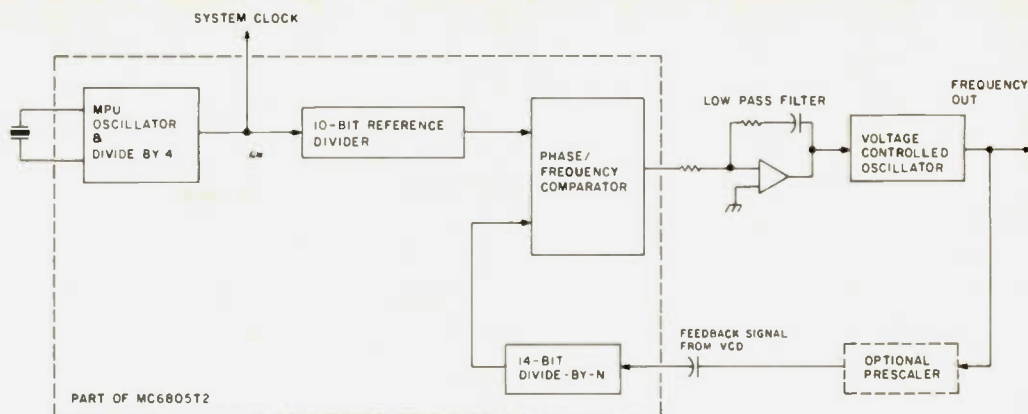 SYSTEM CLOCK
MPU
OSCILLATOR
&
DIVIDE BY 4
10-BIT REFERENCE
DIVIDER
PHASE/
FREQUENCY
COMPARATOR
LOW PASS FILTER
VOLTAGE
CONTROLLED
OSCILLATOR
FREQUENCY
OUT
14-BIT
DIVIDE-BY-N
FEEDBACK SIGNAL
FROM VCD
OPTIONAL
PRESCALER
PART OF MC6805T2